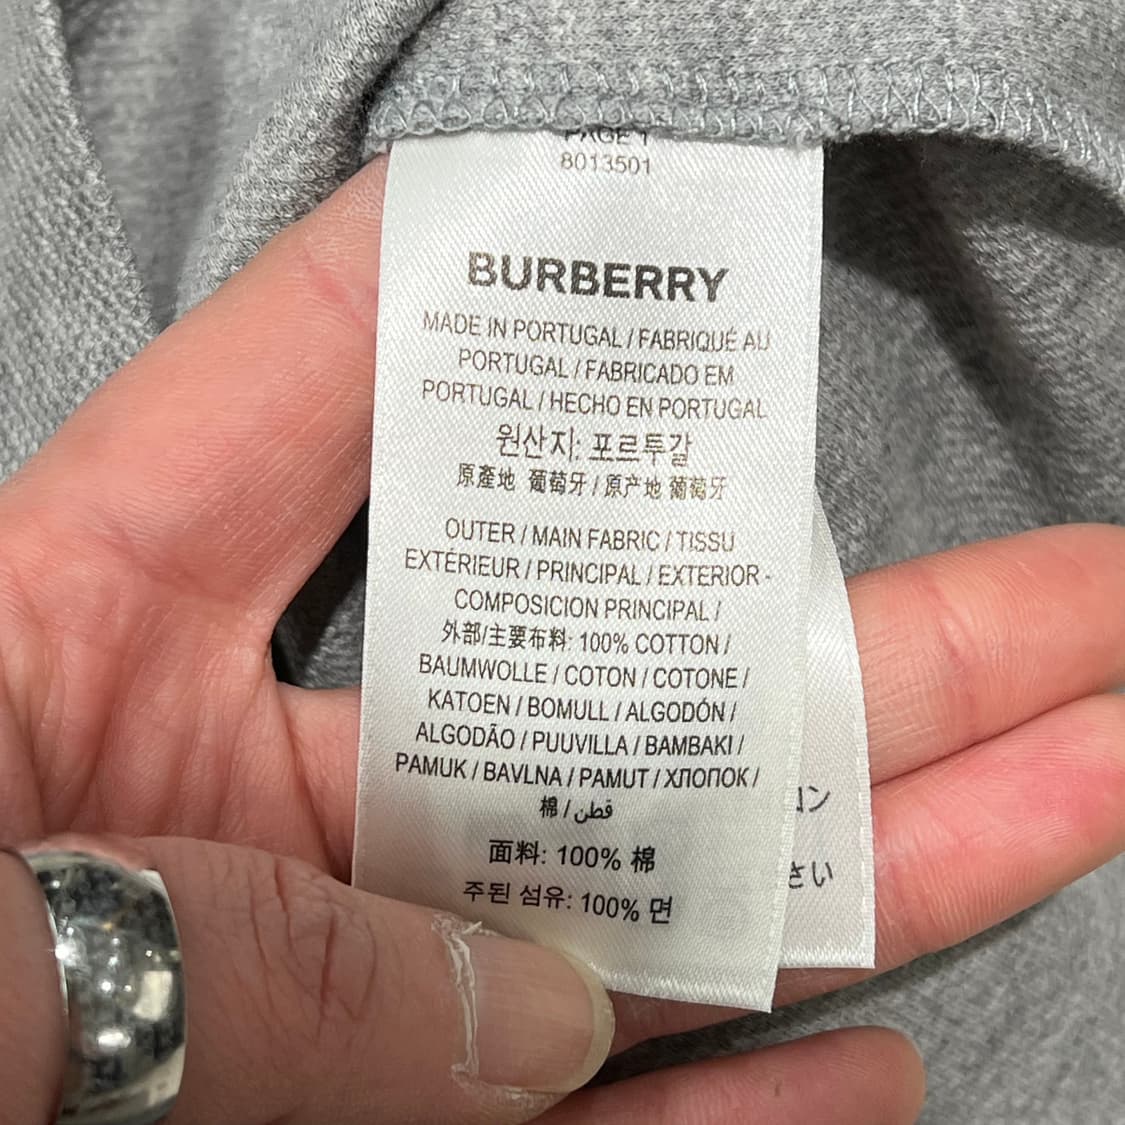 PAGE 1
8013501
BURBERRY
MADE IN PORTUGAL / FABRIQUÉ AU
PORTUGAL / FABRICADO EM
PORTUGAL / HECHO EN PORTUGAL
원산지: 포르투갈
原產地 葡萄牙 / 原产地 葡萄牙
OUTER / MAIN FABRIC / TISSU
EXTÉRIEUR / PRINCIPAL / EXTERIOR -
COMPOSICION PRINCIPAL /
外部/主要布料: 100% COTTON /
BAUMWOLLE / COTON / COTONE /
KATOEN / BOMULL / ALGODÓN /
ALGODÃO / PUUVILLA / BAMBAKI /
PAMUK / BAVLNA / PAMUT / ХЛОПОК /
棉 / قطن
面料: 100% 棉
주된 섬유: 100% 면
ン
さい